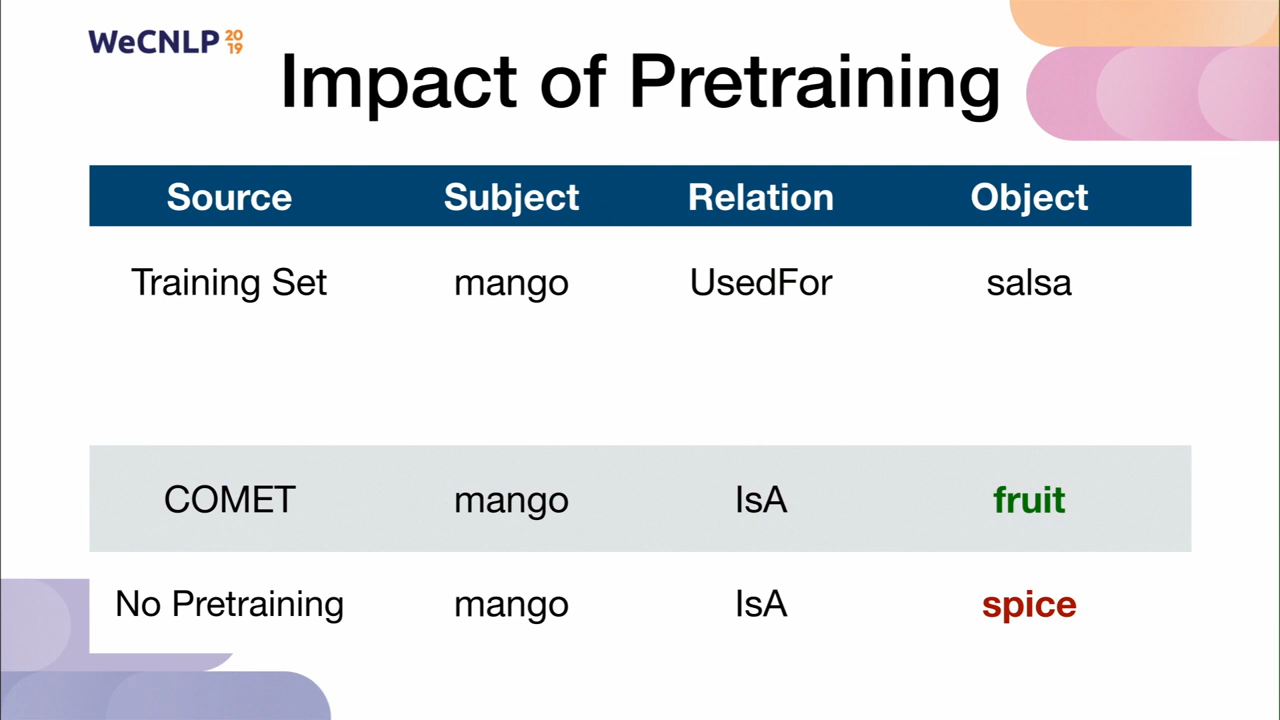 WeCNLP 2019
Impact of Pretraining
Source Subject Relation Object
Training Set mango UsedFor salsa
COMET mango IsA fruit
No Pretraining mango IsA spice